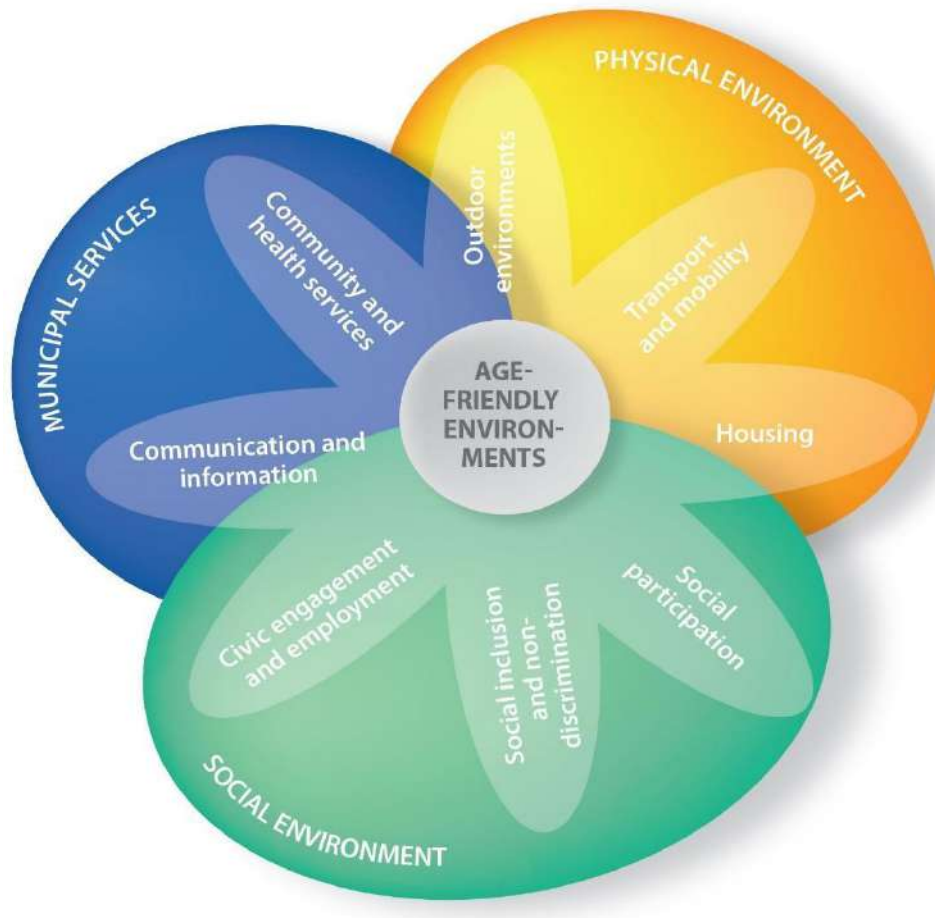 PHYSICAL ENVIRONMENT
Outdoor
environments
Transport
and mobility
Housing
MUNICIPAL SERVICES
Community and
health services
Communication and
information
AGE-
FRIENDLY
ENVIRON-
MENTS
Civic engagement
and employment
Social inclusion
and non-
discrimination
Social
participation
SOCIAL ENVIRONMENT